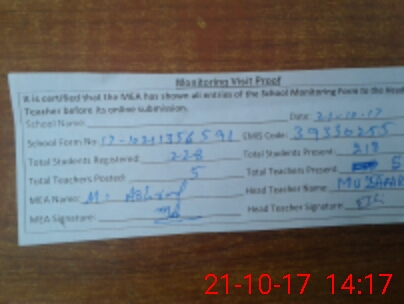 Monitoring Visit Proof
It is certified that the MEA has shown all entries of the School Monitoring Form to the Head
Teacher before its online submission.
School Name: Date: 21-10-17
School Form No: 17-10211356591 EMIS Code: 39330255
Total Students Registered: 228 Total Students Present: 218
Total Teachers Posted: 5 Total Teachers Present: 5
MEA Name: M. Ashraf Head Teacher Name:
MEA Signature: Head Teacher Signature:
21-10-17 14:17